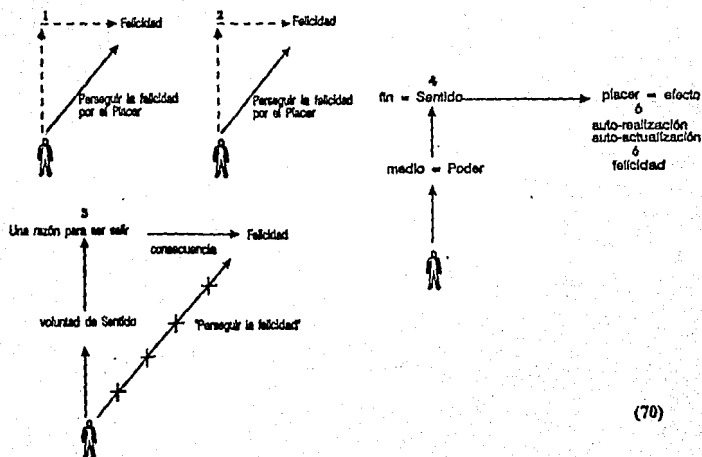 1
Felicidad
Perseguir la felicidad
por el Placer
2
Felicidad
Perseguir la felicidad
por el Placer
3
Una razón para ser feliz
consecuencia
Felicidad
voluntad de Sentido
"Perseguir la felicidad"
4
fin = Sentido
medio = Poder
placer = efecto
ó
auto-realización
auto-actualización
ó
felicidad
(70)